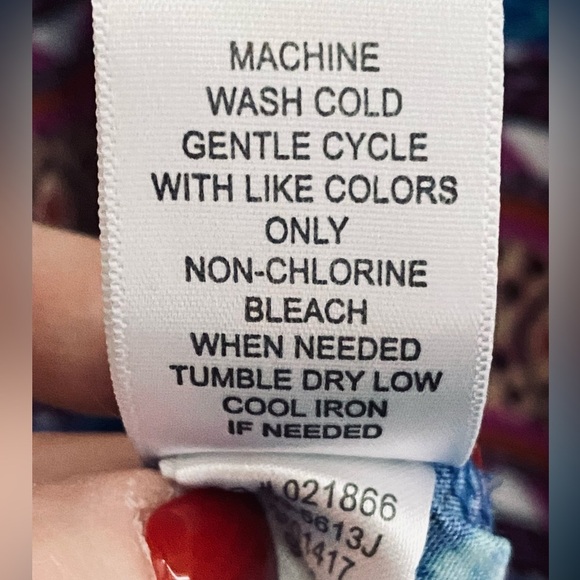 MACHINE
WASH COLD
GENTLE CYCLE
WITH LIKE COLORS
ONLY
NON-CHLORINE
BLEACH
WHEN NEEDED
TUMBLE DRY LOW
COOL IRON
IF NEEDED
021866